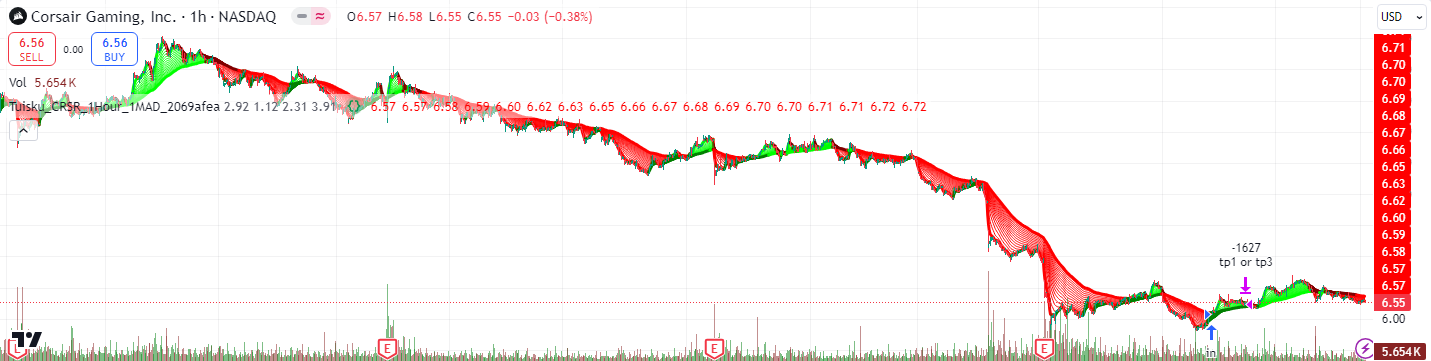 Corsair Gaming, Inc. · 1h · NASDAQ O6.57 H6.58 L6.55 C6.55 −0.03 (−0.38%)
USD
6.56 SELL
0.00
6.56 BUY
Vol 5.654K
Tuisku_CRSR_1Hour_1MAD_2069afea 2.92 1.12 2.31 3.91 6.57 6.57 6.58 6.59 6.60 6.62 6.63 6.65 6.66 6.67 6.68 6.69 6.70 6.70 6.71 6.71 6.72 6.72
6.71
6.70
6.70
6.69
6.68
6.67
6.66
6.65
6.63
6.62
6.60
6.59
6.58
6.57
6.57
6.55
6.00
5.654K
-1627
tp1 or tp3
in
E
E
E